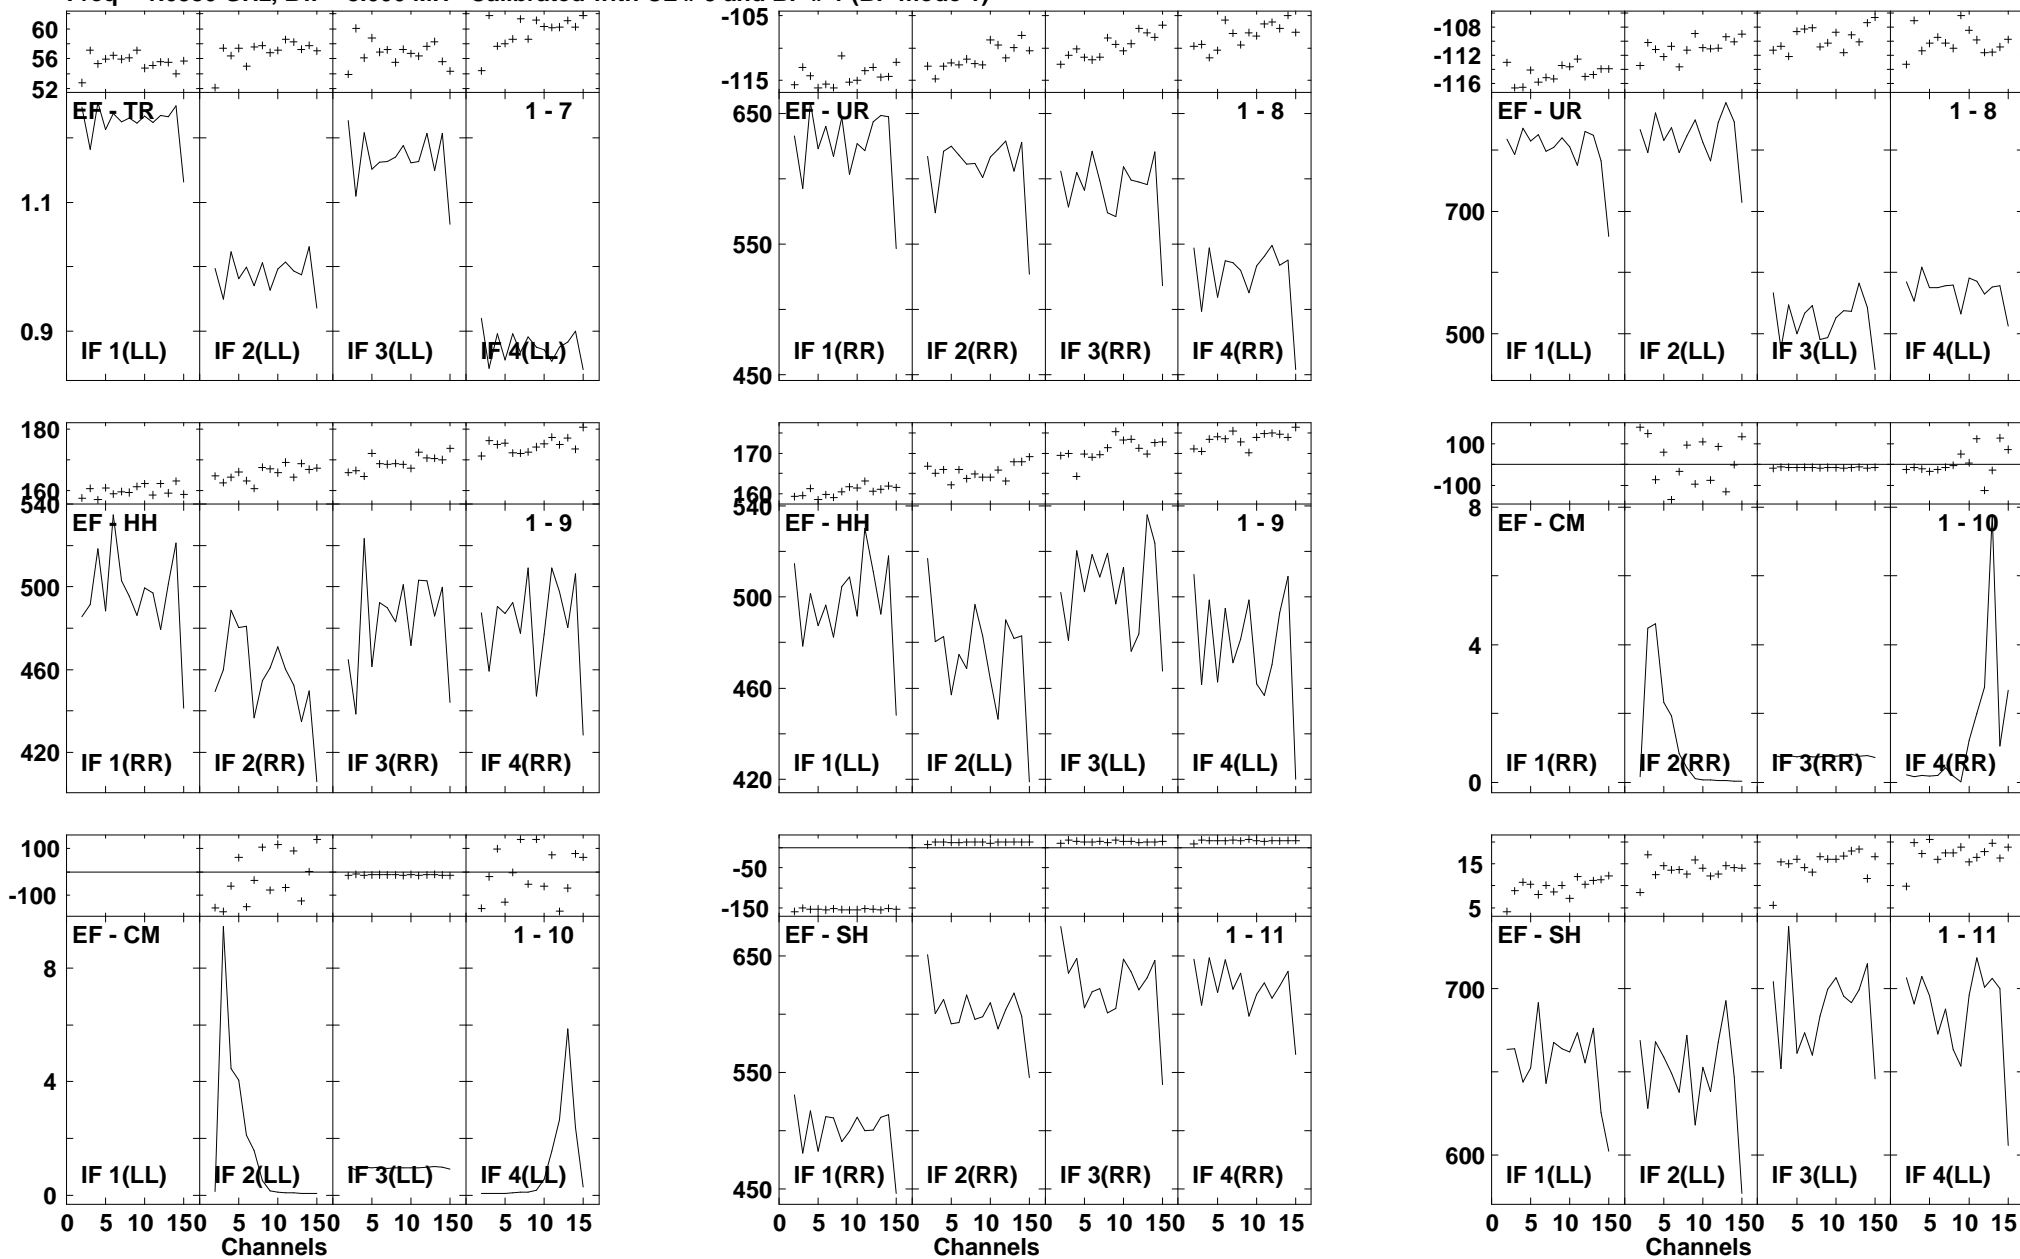 60 56 52
EF - TR 1 - 7
1.1
0.9
IF 1(LL) IF 2(LL) IF 3(LL) IF 4(LL)
-105 -115
650 EF - UR 1 - 8
550
450
IF 1(RR) IF 2(RR) IF 3(RR) IF 4(RR)
-108 -112 -116
EF - UR 1 - 8
700
500
IF 1(LL) IF 2(LL) IF 3(LL) IF 4(LL)
180 160
540 EF - HH 1 - 9
500
460
420
IF 1(RR) IF 2(RR) IF 3(RR) IF 4(RR)
170 160
540 EF - HH 1 - 9
500
460
420
IF 1(LL) IF 2(LL) IF 3(LL) IF 4(LL)
100 -100
8 EF - CM 1 - 10
4
0
IF 1(RR) IF 2(RR) IF 3(RR) IF 4(RR)
100 -100
EF - CM 1 - 10
8
4
0
IF 1(LL) IF 2(LL) IF 3(LL) IF 4(LL)
0 5 10 15 0 5 10 15 0 5 10 15 0 5 10 15
Channels
-50 -150
650 EF - SH 1 - 11
550
450
IF 1(RR) IF 2(RR) IF 3(RR) IF 4(RR)
0 5 10 15 0 5 10 15 0 5 10 15 0 5 10 15
Channels
15 5
EF - SH 1 - 11
700
600
IF 1(LL) IF 2(LL) IF 3(LL) IF 4(LL)
0 5 10 15 0 5 10 15 0 5 10 15 0 5 10 15
Channels